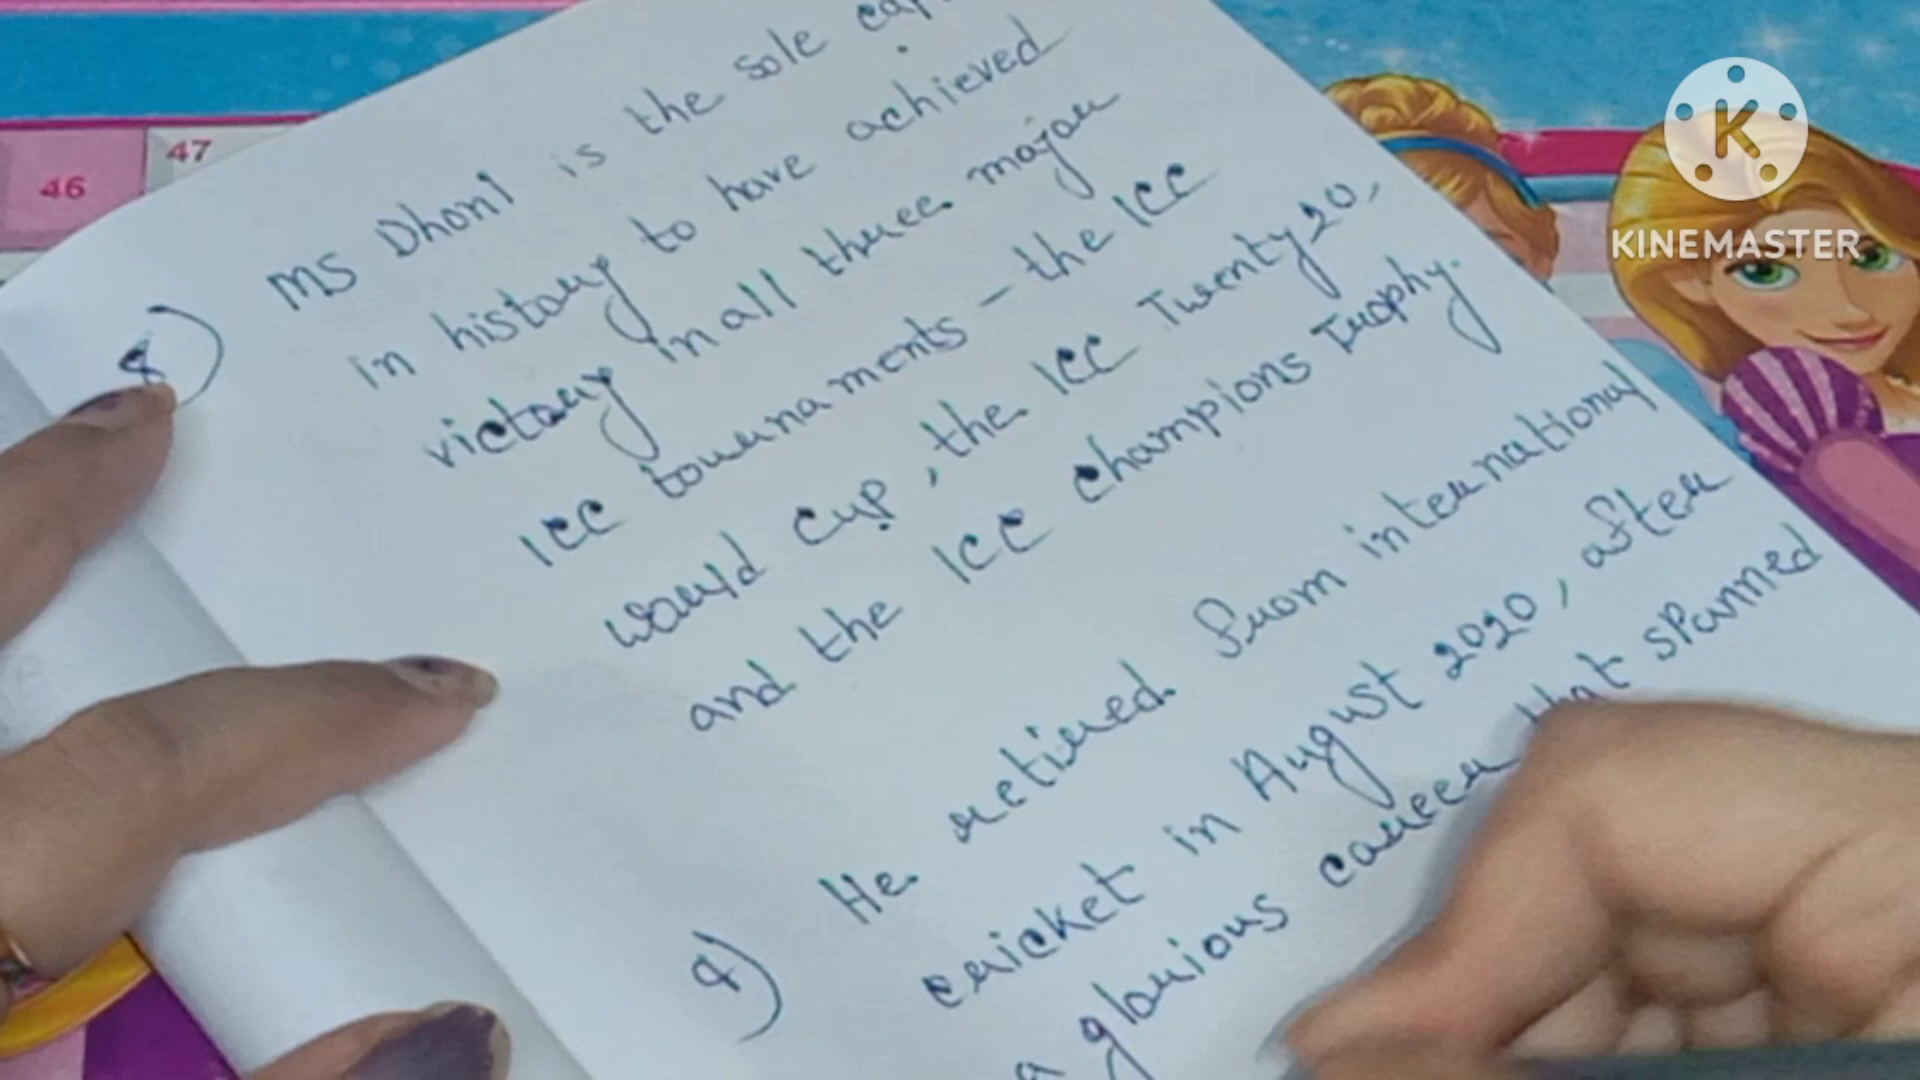 8) MS Dhoni is the sole
in history to have achieved
victory in all three major
ICC tournaments - the ICC
World Cup, the ICC Twenty20,
and the ICC Champions Trophy.
9) He retired from international
cricket in August 2020, after
a glorious career that spanned
46
47
KINEMASTER